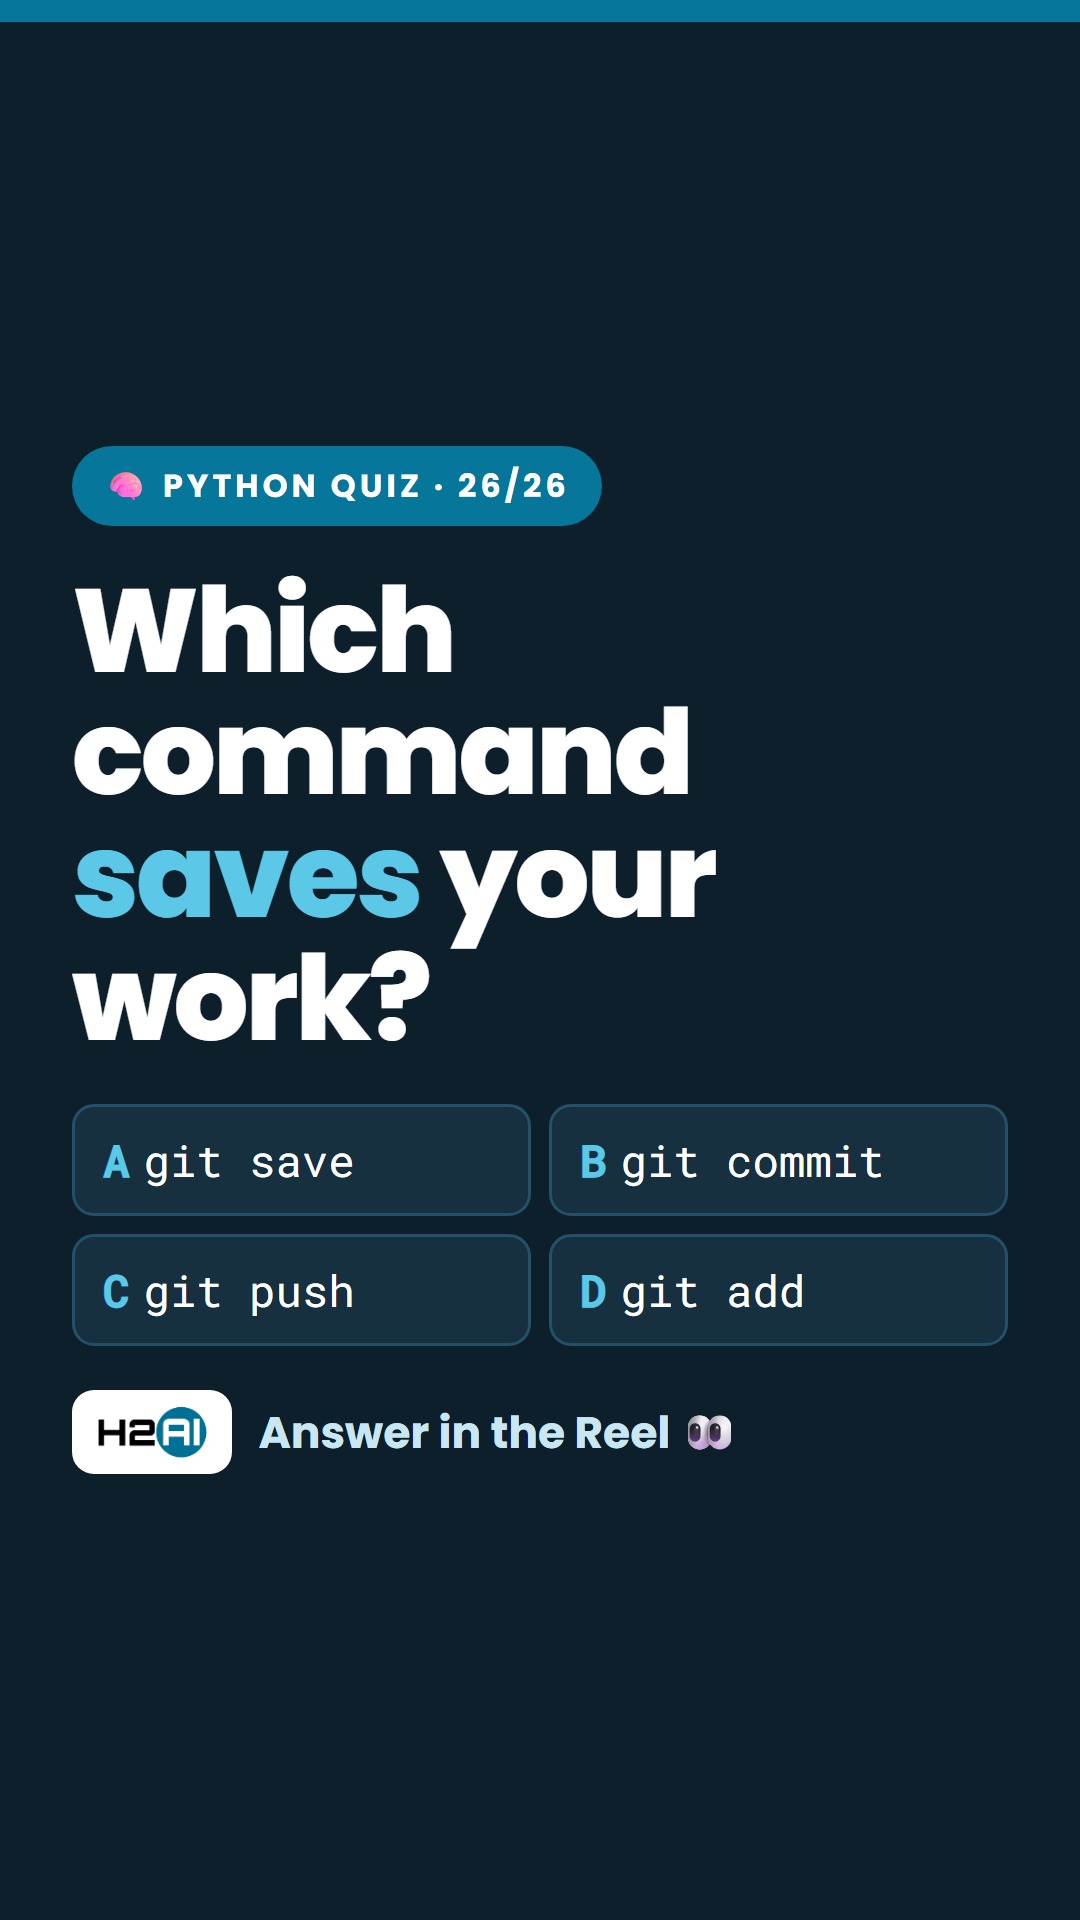 🧠 PYTHON QUIZ · 26/26
Which
command
saves your
work?
A git save
B git commit
C git push
D git add
H2AI Answer in the Reel 👀